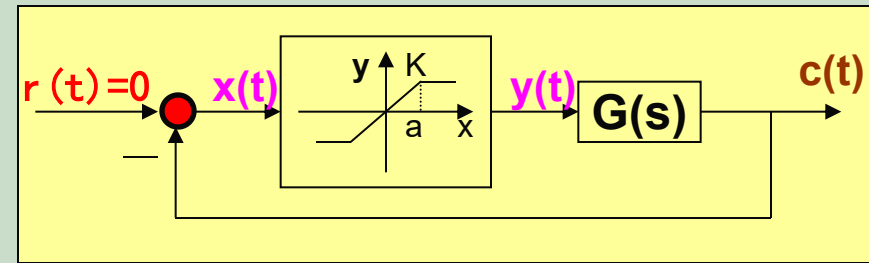 r(t)=0
x(t)
y
K
a
x
y(t)
G(s)
c(t)
—